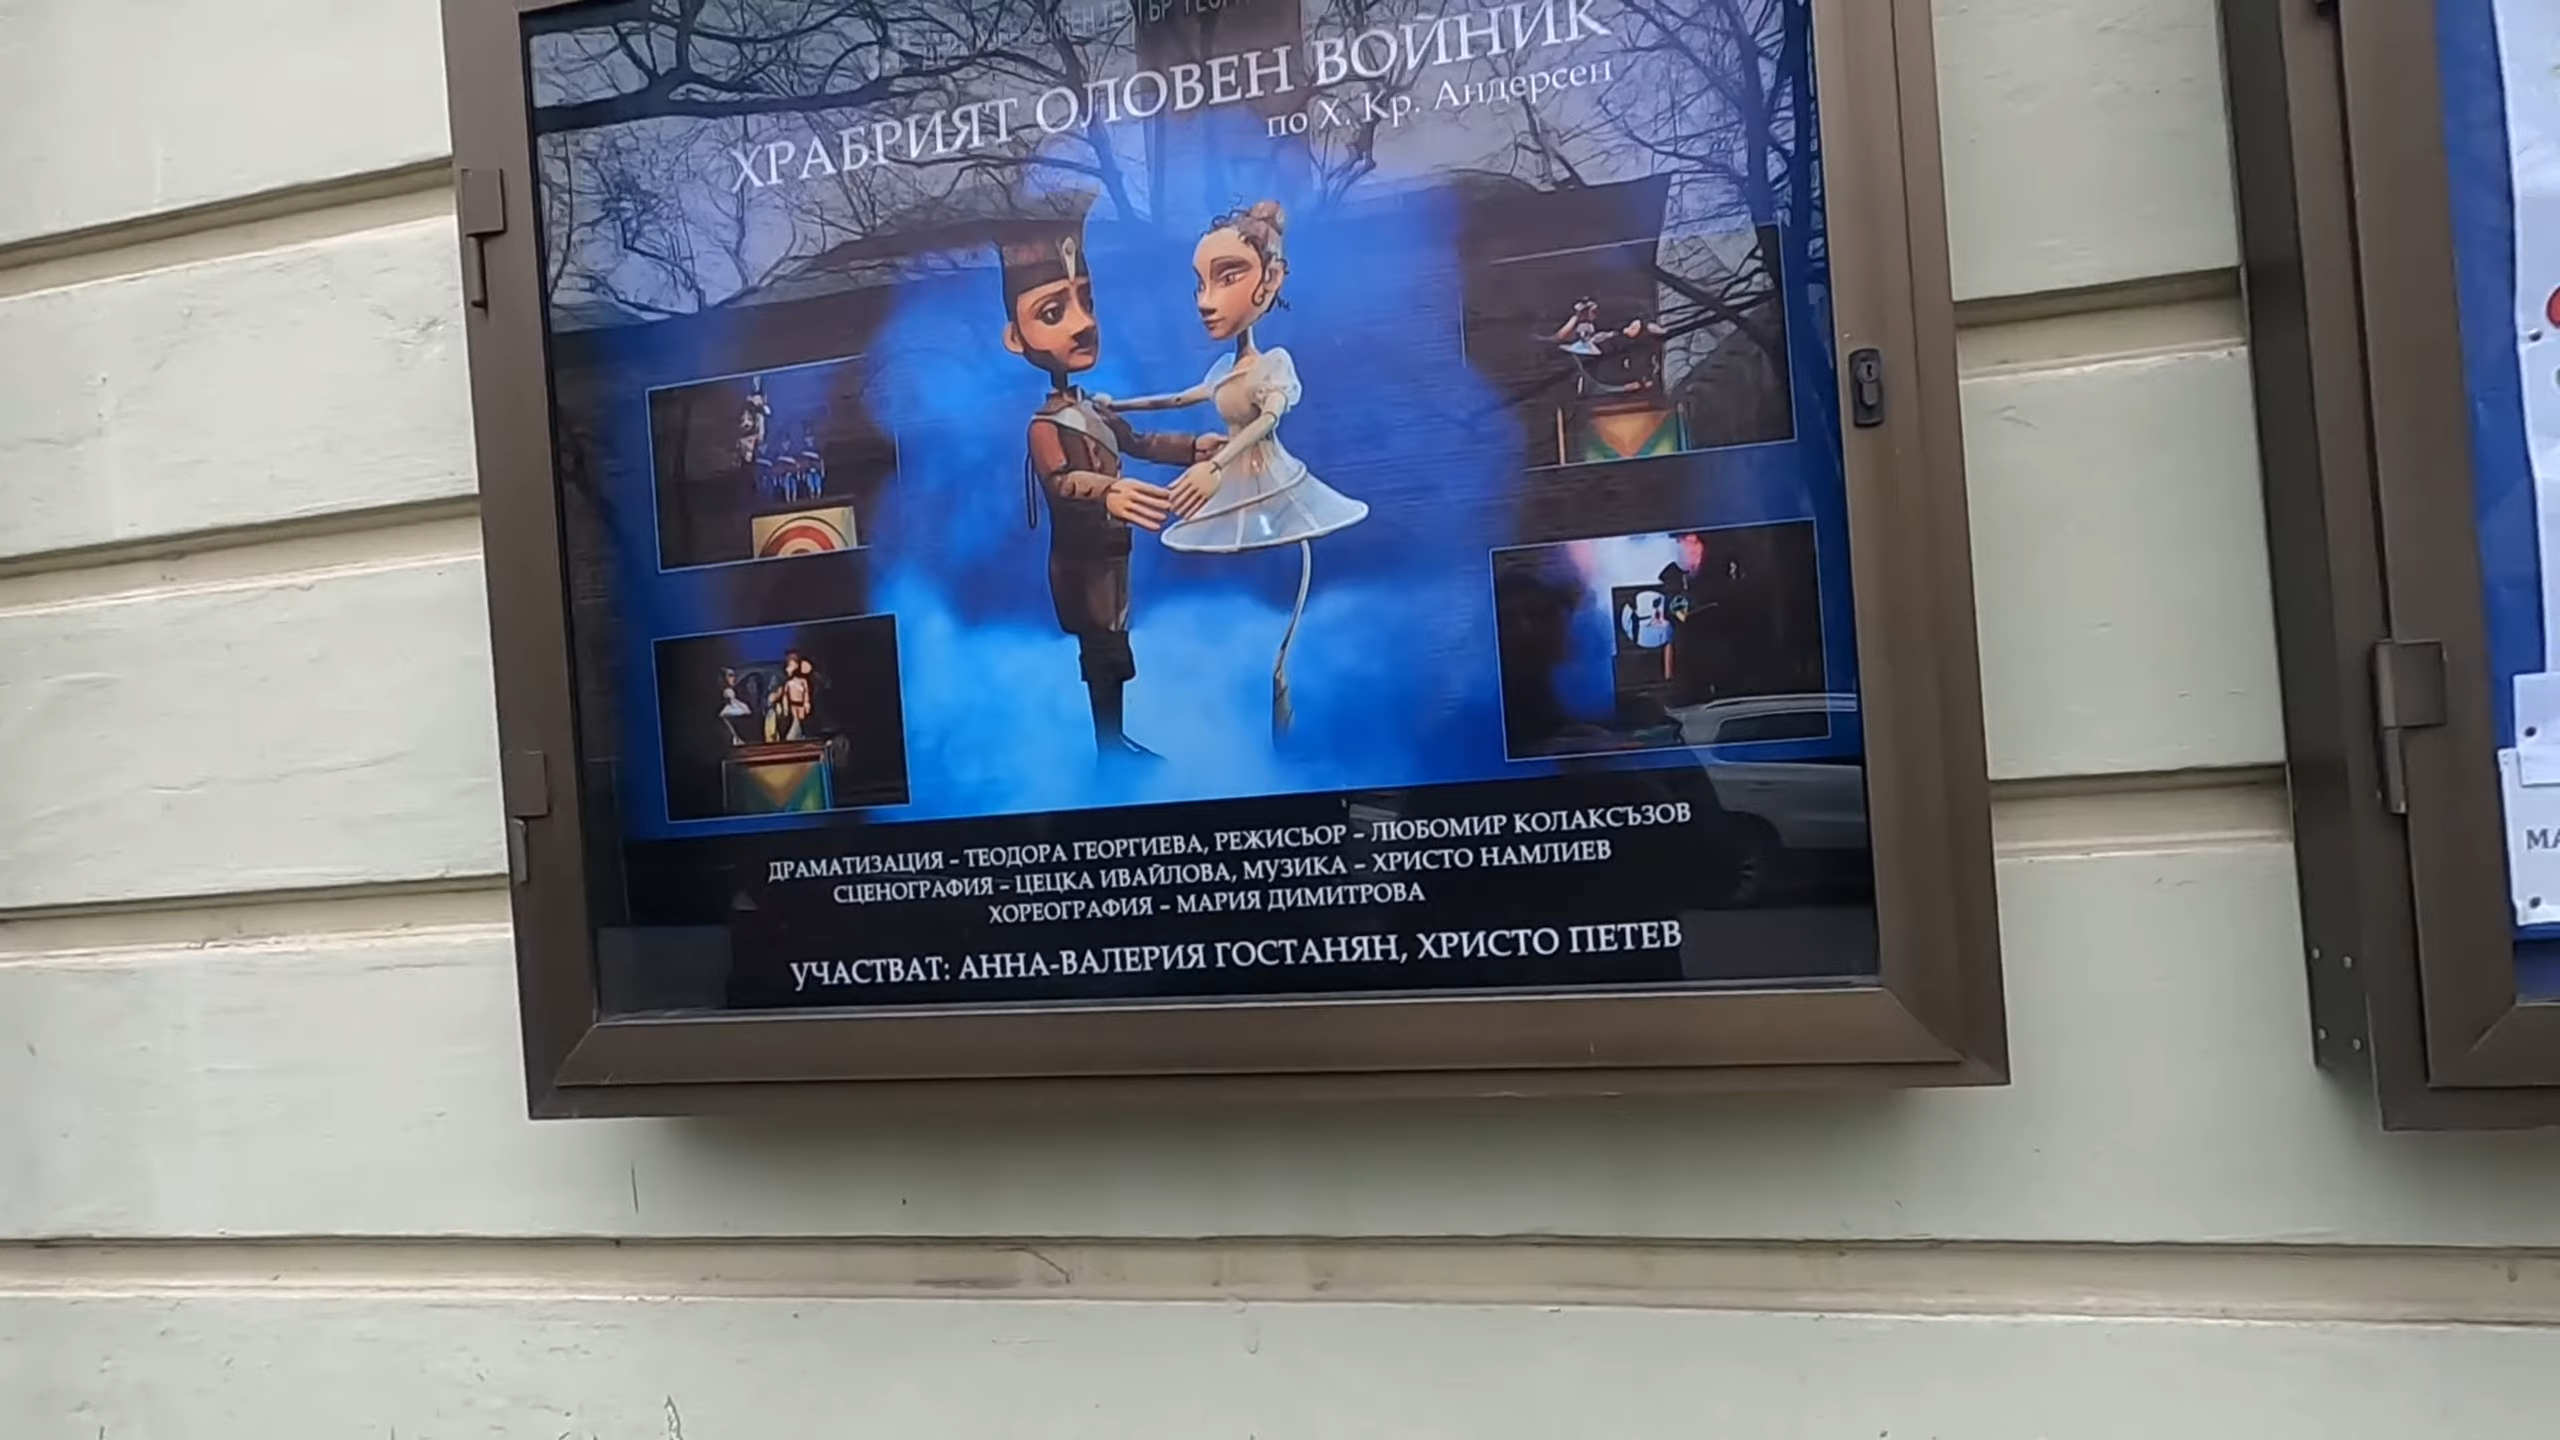 ХРАБРИЯТ ОЛОВЕН ВОЙНИК
по Х. Кр. Андерсен
ДРАМАТИЗАЦИЯ – ТЕОДОРА ГЕОРГИЕВА, РЕЖИСЬОР – ЛЮБОМИР КОЛАКСЪЗОВ
СЦЕНОГРАФИЯ – ЦЕЦКА ИВАЙЛОВА, МУЗИКА – ХРИСТО НАМЛИЕВ
ХОРЕОГРАФИЯ – МАРИЯ ДИМИТРОВА
УЧАСТВАТ: АННА-ВАЛЕРИЯ ГОСТАНЯН, ХРИСТО ПЕТЕВ